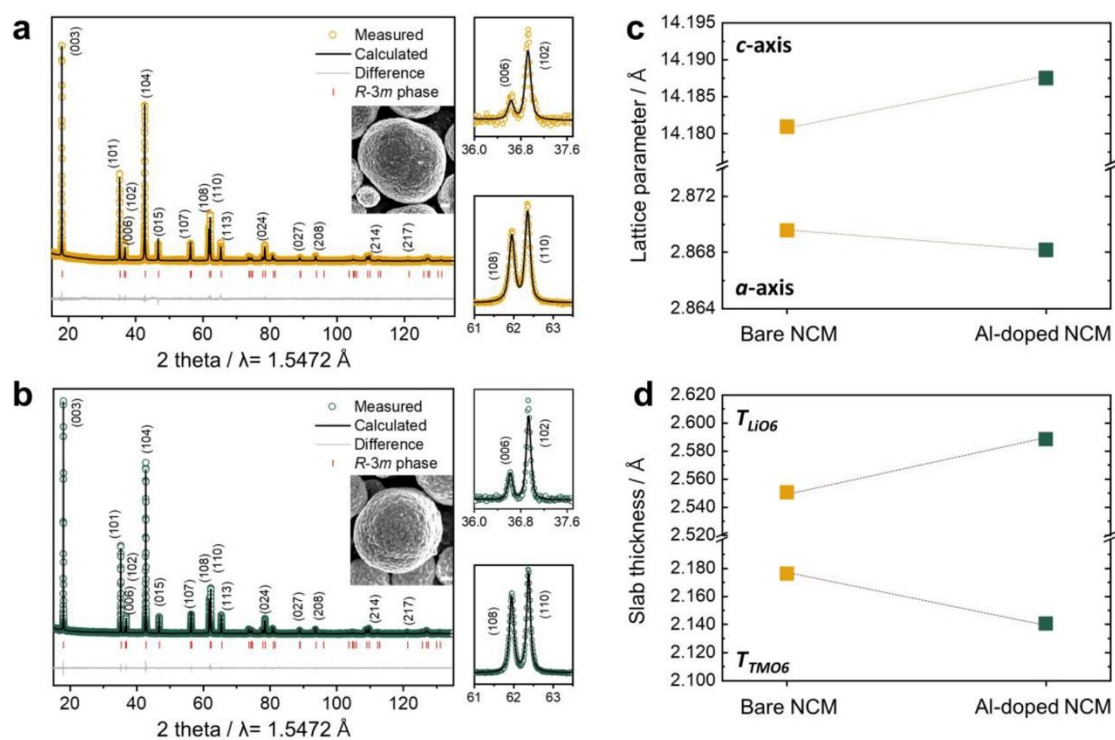 a
Measured
Calculated
Difference
R-3m phase
(003)
(104)
(101)
(006)
(102)
(015)
(107)
(108)
(110)
(113)
(024)
(027)
(208)
(214)
(217)
20 40 60 80 100 120
2 theta / λ= 1.5472 Å
(006)
(102)
36.0 36.8 37.6
(108)
(110)
61 62 63
b
Measured
Calculated
Difference
R-3m phase
(003)
(104)
(101)
(006)
(102)
(015)
(107)
(108)
(110)
(113)
(024)
(027)
(208)
(214)
(217)
20 40 60 80 100 120
2 theta / λ= 1.5472 Å
(006)
(102)
36.0 36.8 37.6
(108)
(110)
61 62 63
c
14.195
14.190
14.185
14.180
2.872
2.868
2.864
Lattice parameter / Å
c-axis
a-axis
Bare NCM Al-doped NCM
d
2.620
2.600
2.580
2.560
2.540
2.520
2.180
2.160
2.140
2.120
2.100
Slab thickness / Å
TLiO6
TTMO6
Bare NCM Al-doped NCM